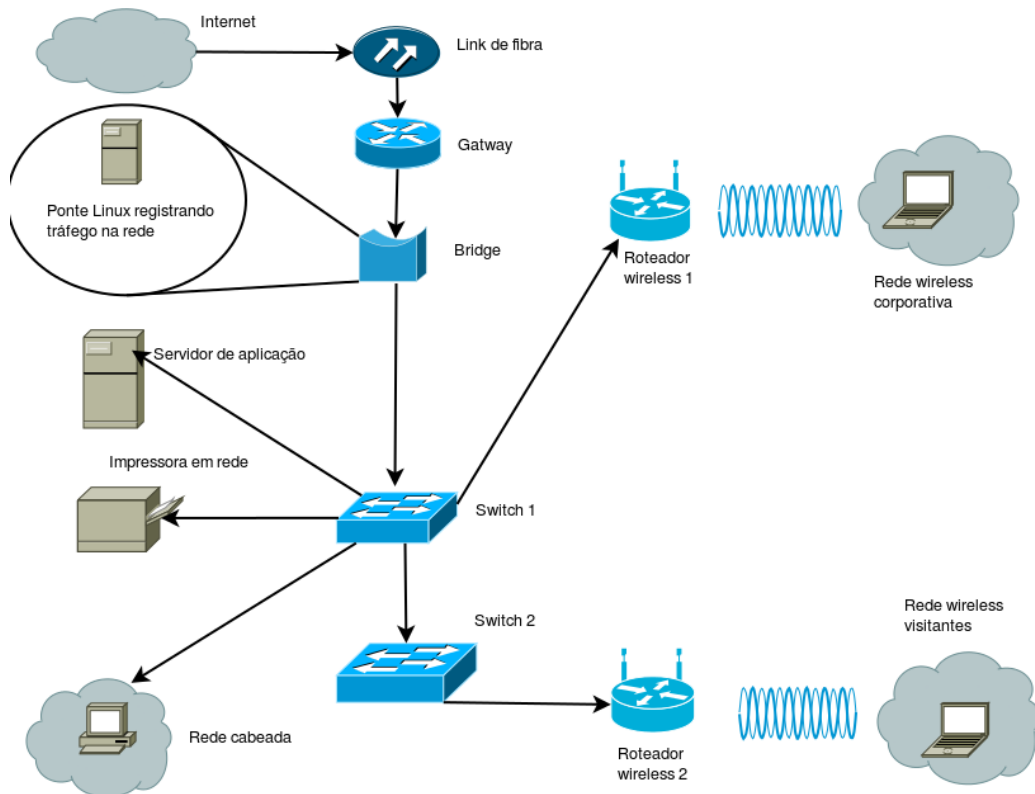 Internet
Link de fibra
Gatway
Ponte Linux registrando
tráfego na rede
Bridge
Roteador
wireless 1
Rede wireless
corporativa
Servidor de aplicação
Impressora em rede
Switch 1
Switch 2
Rede wireless
visitantes
Rede cabeada
Roteador
wireless 2